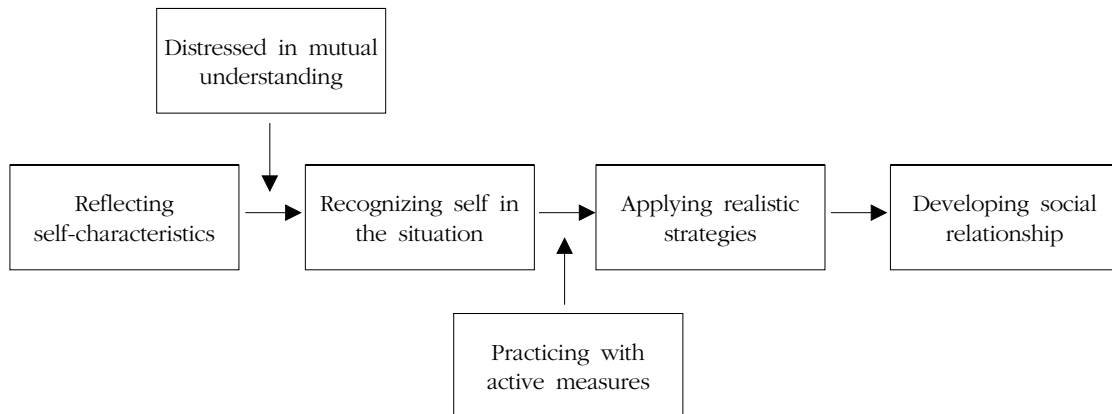 Distressed in mutual
understanding
Reflecting
self-characteristics
Recognizing self in
the situation
Applying realistic
strategies
Developing social
relationship
Practicing with
active measures